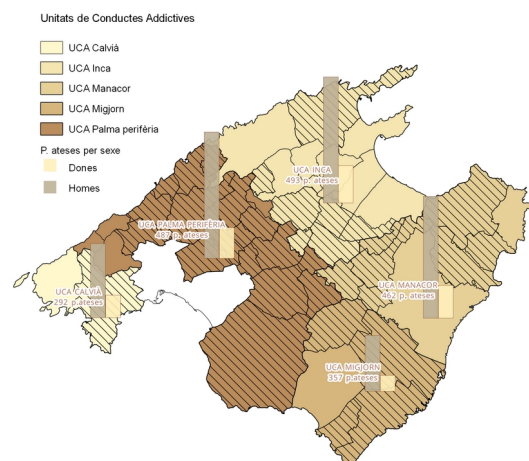 Unitats de Conductes Addictives
UCA Calvià
UCA Inca
UCA Manacor
UCA Migjorn
UCA Palma perifèria
P. ateses per sexe
Dones
Homes
UCA INCA
493 p. ateses
UCA PALMA PERIFÈRIA
487 p. ateses
UCA MANACOR
462 p. ateses
UCA CALVIÀ
292 p.ateses
UCA MIGJORN
357 p.ateses